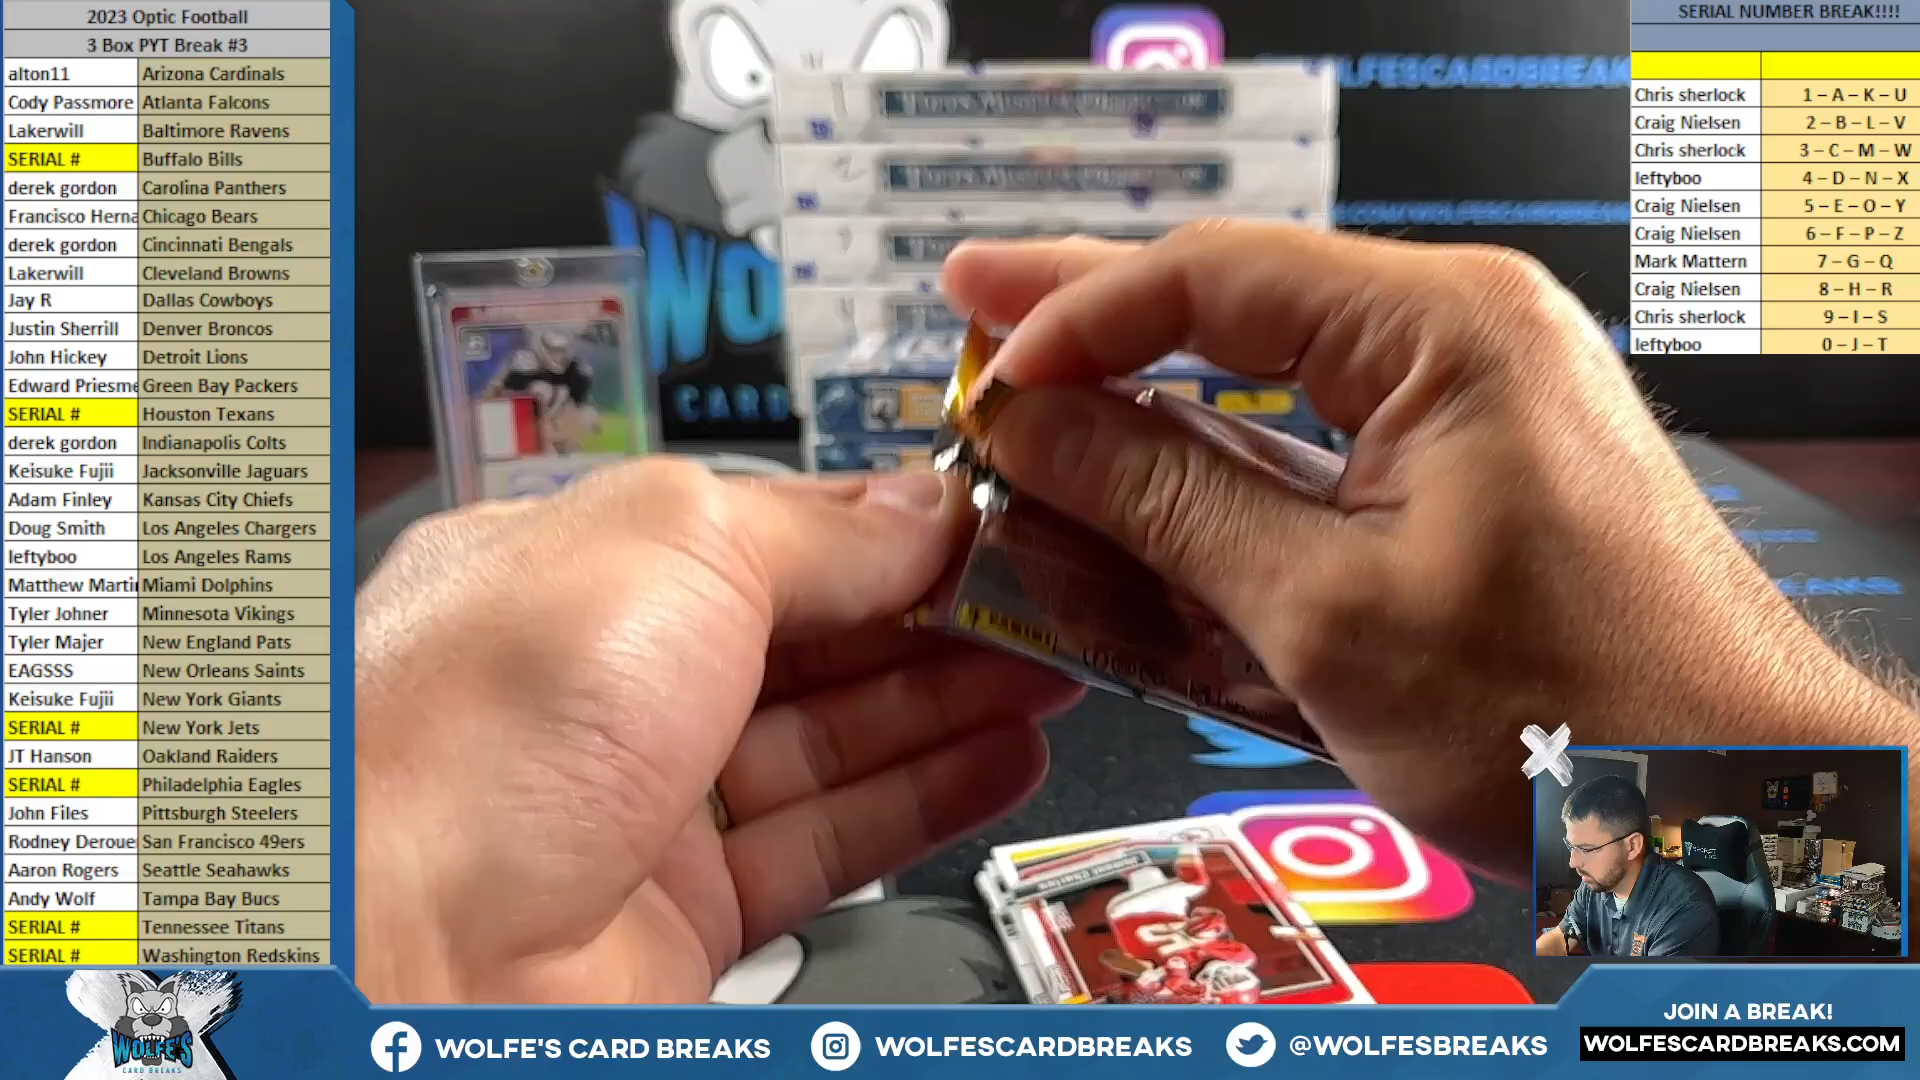 2023 Optic Football
3 Box PYT Break #3
alton11 Arizona Cardinals
Cody Passmore Atlanta Falcons
Lakerwill Baltimore Ravens
SERIAL # Buffalo Bills
derek gordon Carolina Panthers
Francisco Herna Chicago Bears
derek gordon Cincinnati Bengals
Lakerwill Cleveland Browns
Jay R Dallas Cowboys
Justin Sherrill Denver Broncos
John Hickey Detroit Lions
Edward Priesme Green Bay Packers
SERIAL # Houston Texans
derek gordon Indianapolis Colts
Keisuke Fujii Jacksonville Jaguars
Adam Finley Kansas City Chiefs
Doug Smith Los Angeles Chargers
leftyboo Los Angeles Rams
Matthew Marti Miami Dolphins
Tyler Johner Minnesota Vikings
Tyler Majer New England Pats
EAGSSS New Orleans Saints
Keisuke Fujii New York Giants
SERIAL # New York Jets
JT Hanson Oakland Raiders
SERIAL # Philadelphia Eagles
John Files Pittsburgh Steelers
Rodney Deroue San Francisco 49ers
Aaron Rogers Seattle Seahawks
Andy Wolf Tampa Bay Bucs
SERIAL # Tennessee Titans
SERIAL # Washington Redskins
SERIAL NUMBER BREAK!!!!
Chris sherlock 1 – A – K – U
Craig Nielsen 2 – B – L – V
Chris sherlock 3 – C – M – W
leftyboo 4 – D – N – X
Craig Nielsen 5 – E – O – Y
Craig Nielsen 6 – F – P – Z
Mark Mattern 7 – G – Q
Craig Nielsen 8 – H – R
Chris sherlock 9 – I – S
leftyboo 0 – J – T
WO
CARD
PANINI
WOLFE'S
CARD BREAKS
WOLFE'S CARD BREAKS
WOLFESCARDBREAKS
@WOLFESBREAKS
JOIN A BREAK!
WOLFESCARDBREAKS.COM